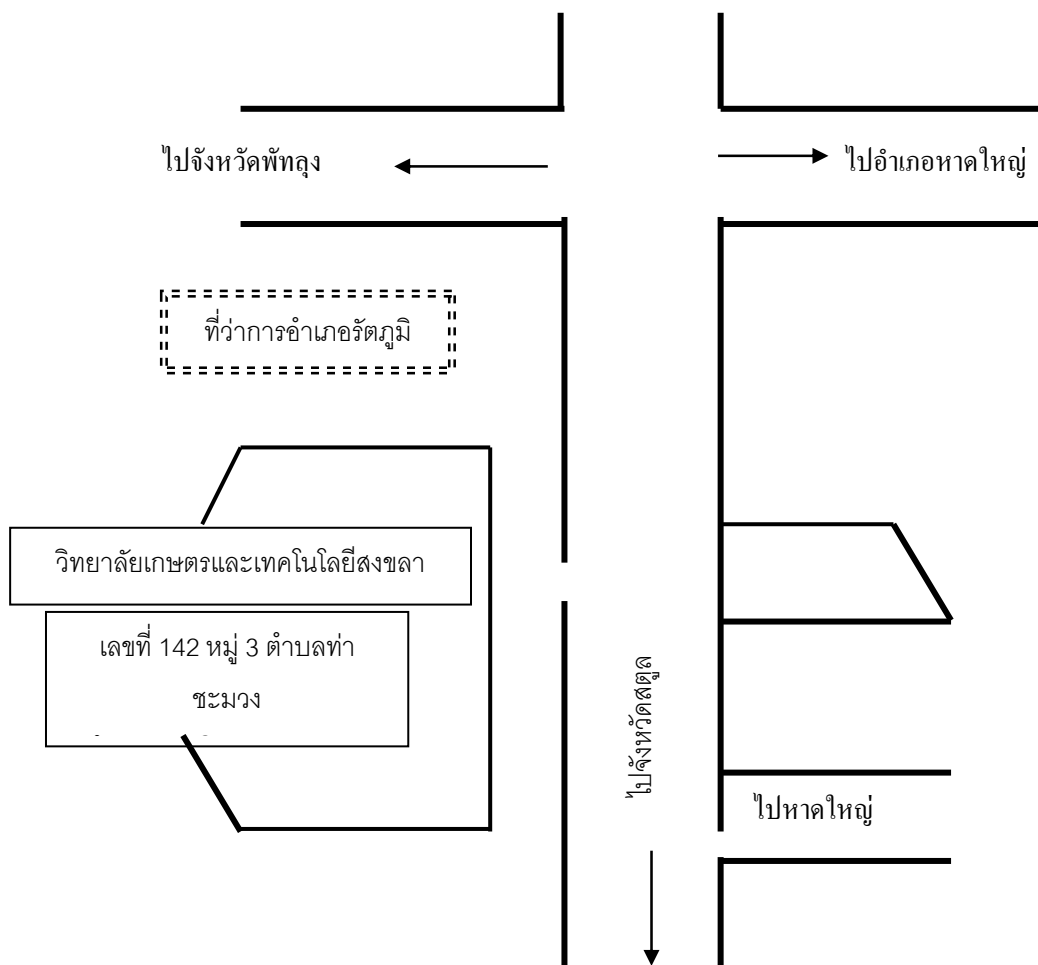 ไปจังหวัดพัทลุง
ไปอำเภอหาดใหญ่
ที่ว่าการอำเภอรัตภูมิ
วิทยาลัยเกษตรและเทคโนโลยีสงขลา
เลขที่ 142 หมู่ 3 ตำบลท่า
ชะมวง
ไปจังหวัดสตูล
ไปหาดใหญ่